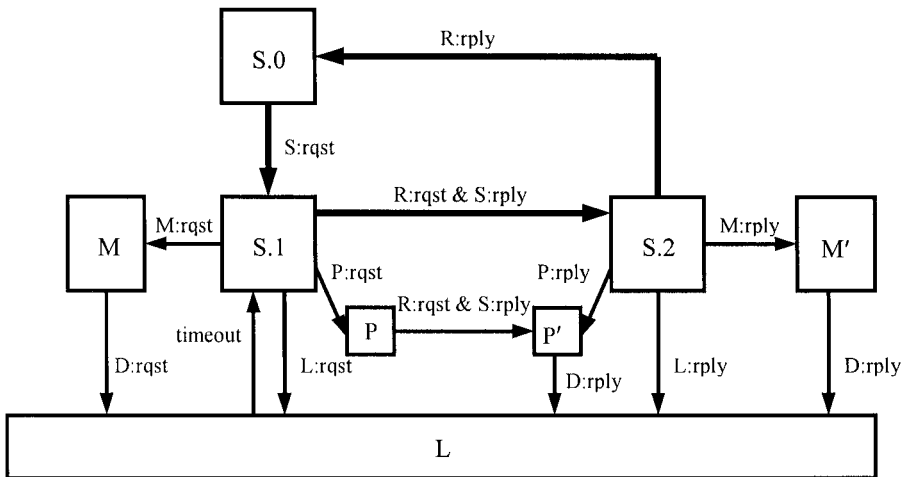 R:rply
S.0
S:rqst
R:rqst & S:rply
M
M:rqst
S.1
S.2
M:rply
M′
P:rqst
P:rply
R:rqst & S:rply
timeout
P
P′
D:rqst
L:rqst
D:rply
L:rply
D:rply
L